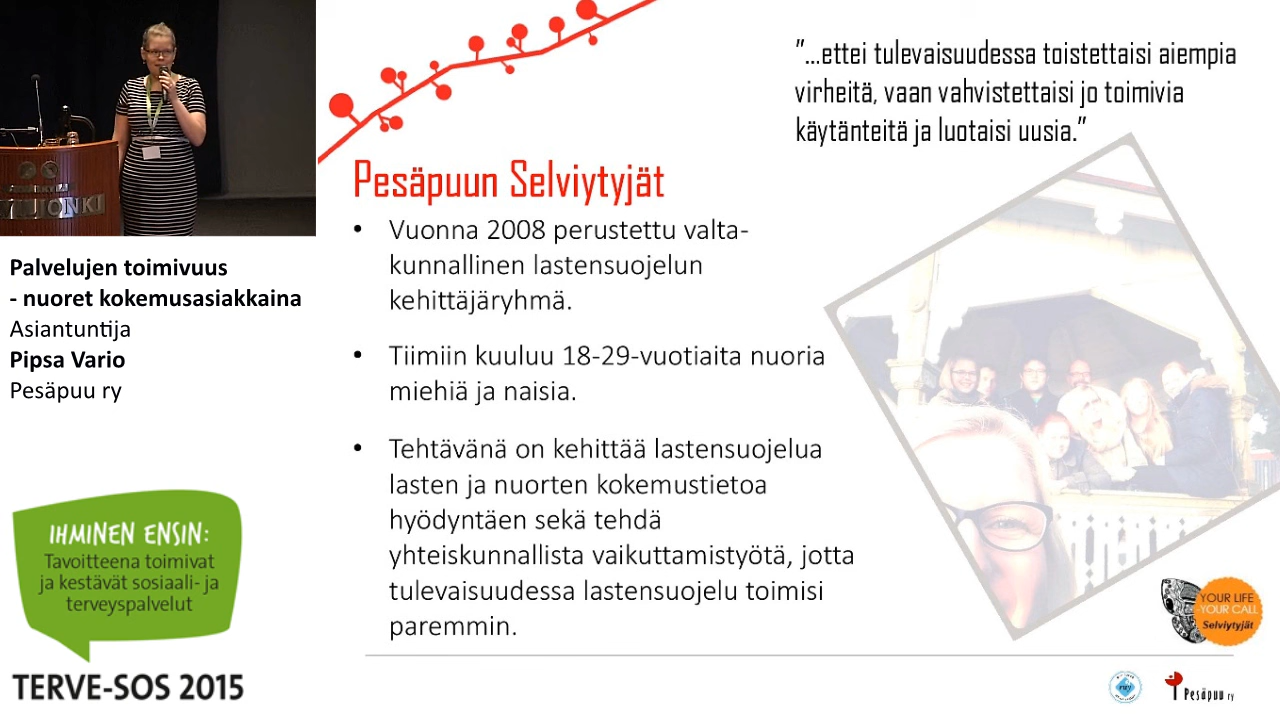 Palvelujen toimivuus
- nuoret kokemusasiakkaina
Asiantuntija
Pipsa Vario
Pesäpuu ry
IHMINEN ENSIN:
Tavoitteena toimivat
ja kestävät sosiaali- ja
terveyspalvelut
TERVE-SOS 2015
"...ettei tulevaisuudessa toistettaisi aiempia
virheitä, vaan vahvistettaisi jo toimivia
käytänteitä ja luotaisi uusia."
Pesäpuun Selviytyjät
• Vuonna 2008 perustettu valta-
kunnallinen lastensuojelun
kehittäjäryhmä.
• Tiimiin kuuluu 18-29-vuotiaita nuoria
miehiä ja naisia.
• Tehtävänä on kehittää lastensuojelua
lasten ja nuorten kokemustietoa
hyödyntäen sekä tehdä
yhteiskunnallista vaikuttamistyötä, jotta
tulevaisuudessa lastensuojelu toimisi
paremmin.
YOUR LIFE
-YOUR CALL
Selviytyjät
Pesäpuu ry